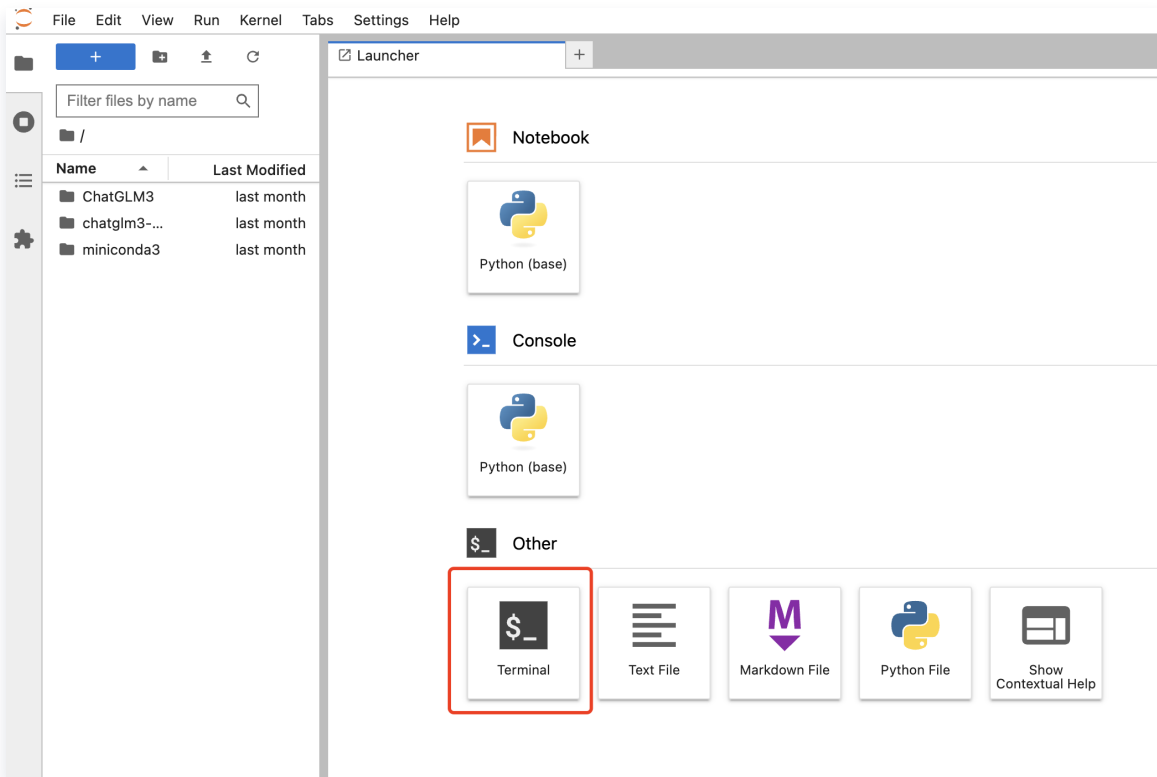 File Edit View Run Kernel Tabs Settings Help
+
Launcher
+
Filter files by name
/
Name Last Modified
ChatGLM3 last month
chatglm3-... last month
miniconda3 last month
Notebook
Python (base)
>_ Console
Python (base)
$_ Other
$_
Terminal
Text File
M
Markdown File
Python File
Show
Contextual Help